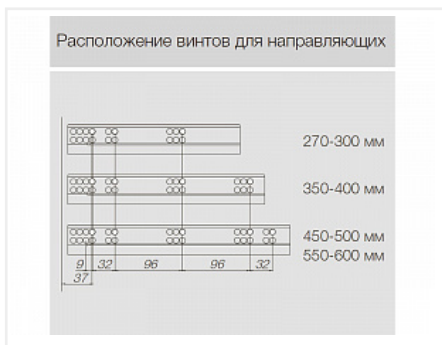 Расположение винтов для направляющих
270-300 мм
350-400 мм
450-500 мм
550-600 мм
9 32 96 96 32
37